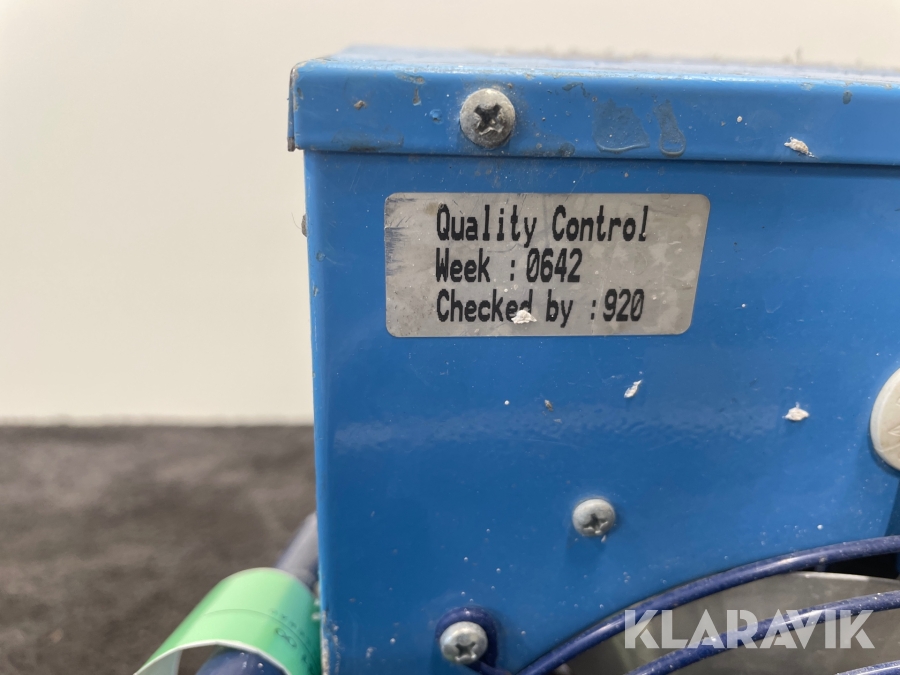 Quality Control
Week : 0642
Checked by : 920
KLARAVIK